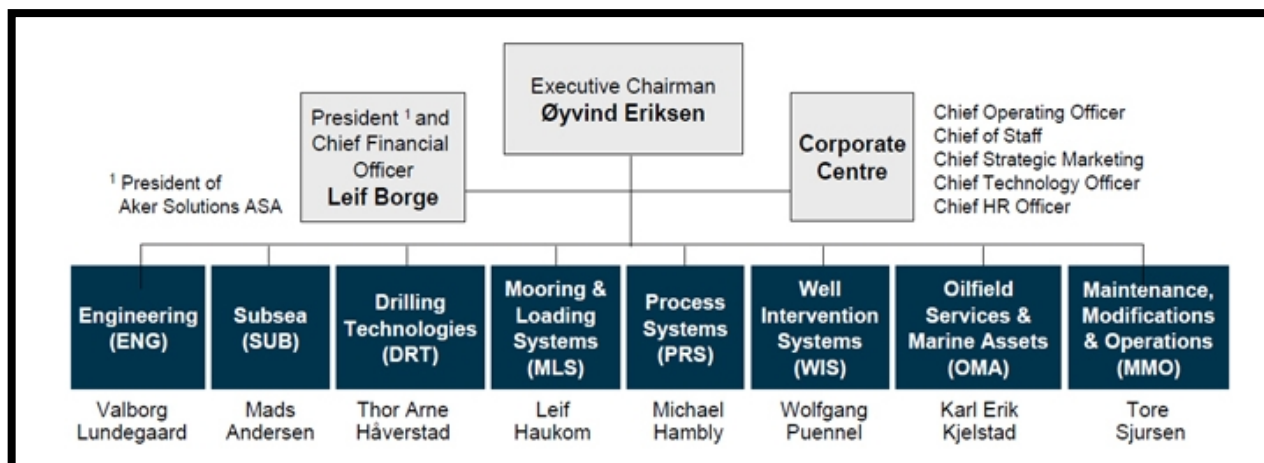 Executive Chairman
Øyvind Eriksen
President ¹ and
Chief Financial
Officer
Leif Borge
Corporate
Centre
Chief Operating Officer
Chief of Staff
Chief Strategic Marketing
Chief Technology Officer
Chief HR Officer
¹ President of
Aker Solutions ASA
Engineering
(ENG)
Subsea
(SUB)
Drilling
Technologies
(DRT)
Mooring &
Loading
Systems
(MLS)
Process
Systems
(PRS)
Well
Intervention
Systems
(WIS)
Oilfield
Services &
Marine Assets
(OMA)
Maintenance,
Modifications
& Operations
(MMO)
Valborg
Lundegaard
Mads
Andersen
Thor Arne
Håverstad
Leif
Haukom
Michael
Hambly
Wolfgang
Puennel
Karl Erik
Kjelstad
Tore
Sjursen